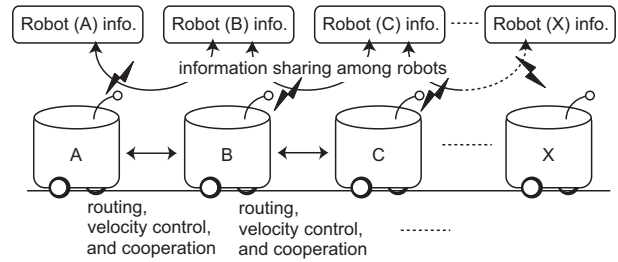 Robot (A) info. Robot (B) info. Robot (C) info. Robot (X) info.
information sharing among robots
A B C X
routing,
velocity control,
and cooperation
routing,
velocity control,
and cooperation